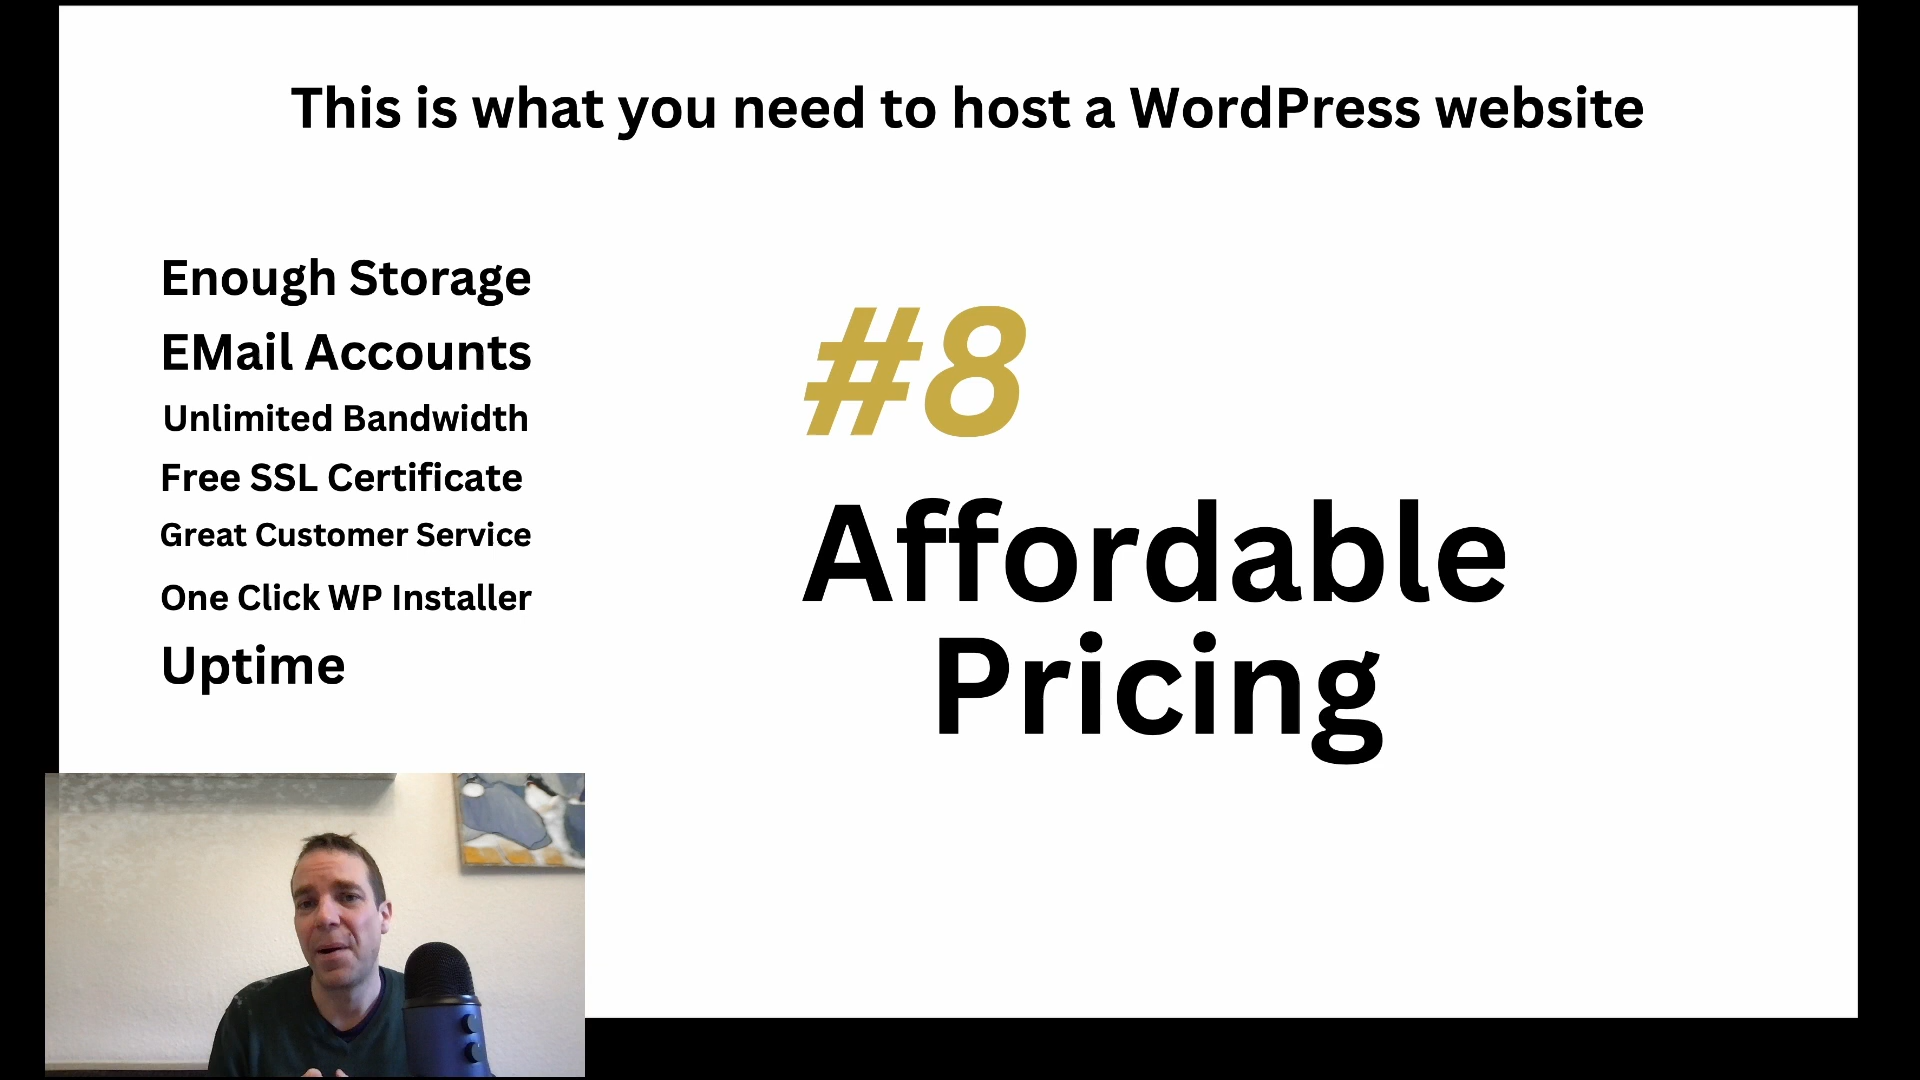 This is what you need to host a WordPress website
Enough Storage
EMail Accounts
Unlimited Bandwidth
Free SSL Certificate
Great Customer Service
One Click WP Installer
Uptime
#8
Affordable
Pricing